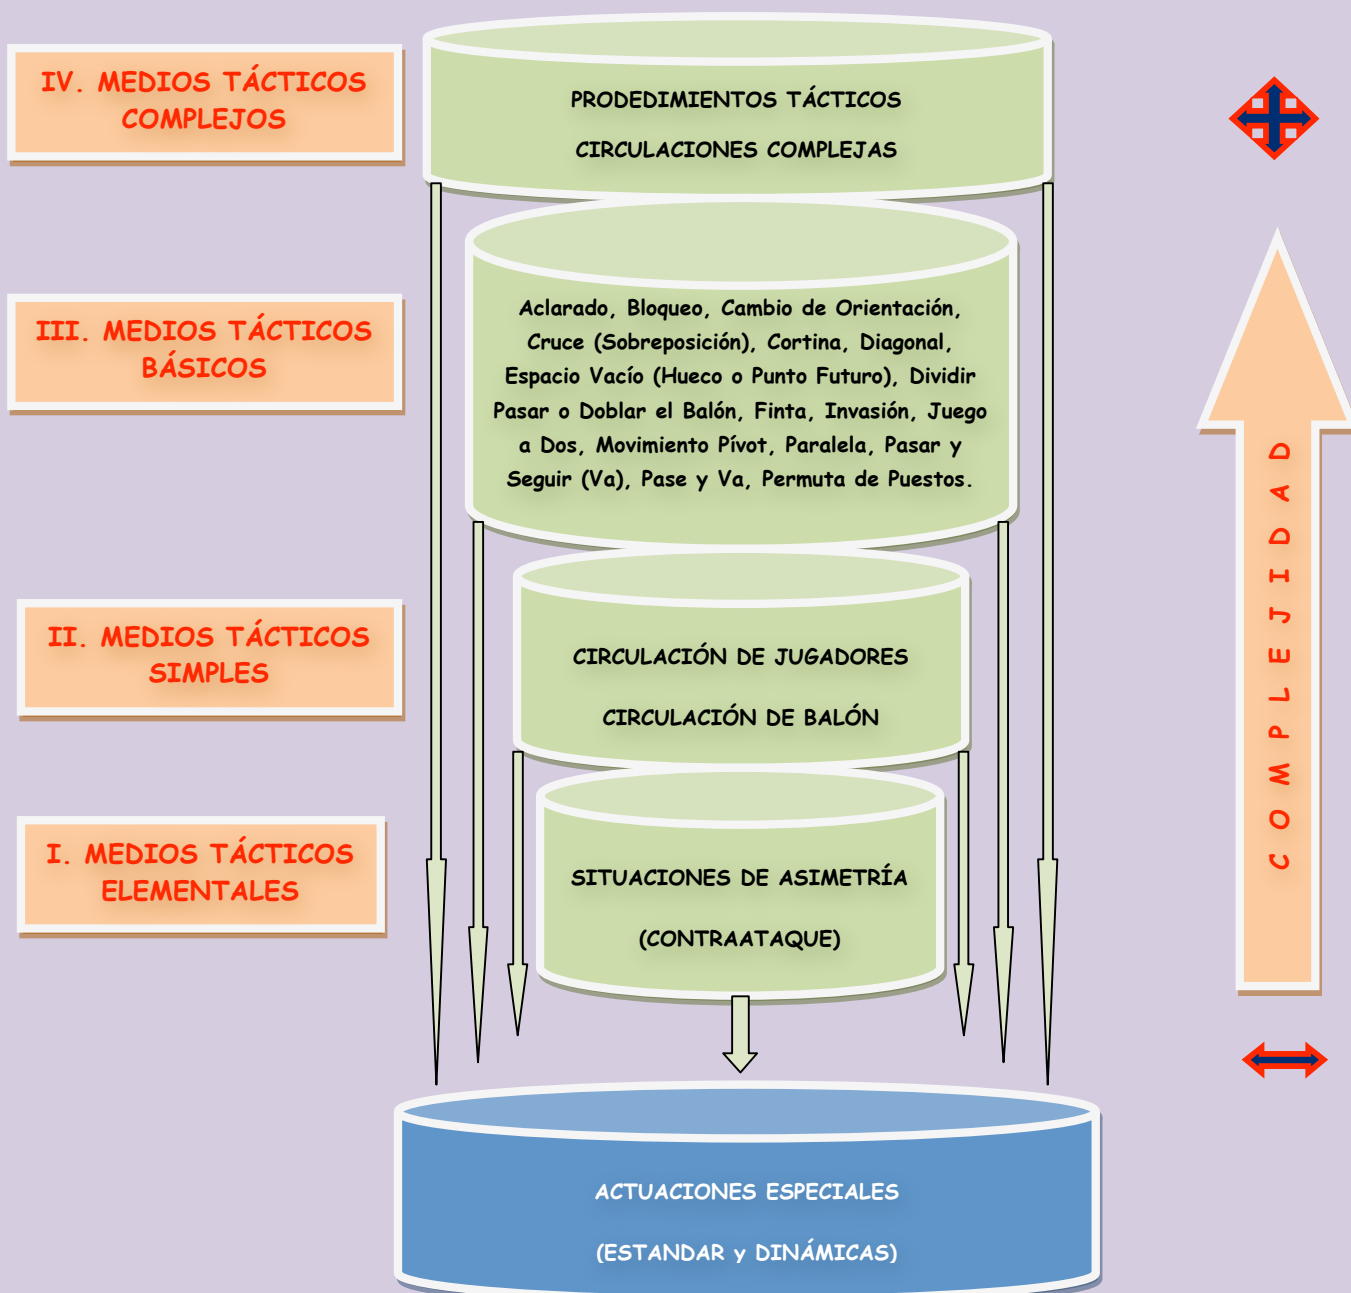 IV. MEDIOS TÁCTICOS
COMPLEJOS
PRODEDIMIENTOS TÁCTICOS
CIRCULACIONES COMPLEJAS
III. MEDIOS TÁCTICOS
BÁSICOS
Aclarado, Bloqueo, Cambio de Orientación,
Cruce (Sobreposición), Cortina, Diagonal,
Espacio Vacío (Hueco o Punto Futuro), Dividir
Pasar o Doblar el Balón, Finta, Invasión, Juego
a Dos, Movimiento Pívot, Paralela, Pasar y
Seguir (Va), Pase y Va, Permuta de Puestos.
II. MEDIOS TÁCTICOS
SIMPLES
CIRCULACIÓN DE JUGADORES
CIRCULACIÓN DE BALÓN
I. MEDIOS TÁCTICOS
ELEMENTALES
SITUACIONES DE ASIMETRÍA
(CONTRAATAQUE)
ACTUACIONES ESPECIALES
(ESTANDAR y DINÁMICAS)
COMPLEJIDAD